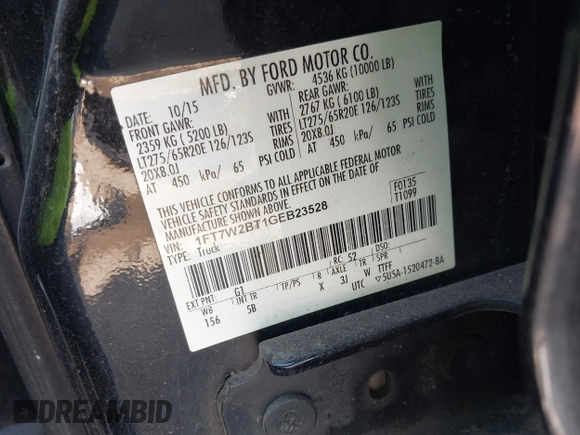 MFD. BY FORD MOTOR CO.
DATE: 10/15 GVWR: 4536 KG (10000 LB)
FRONT GAWR: REAR GAWR:
2359 KG (5200 LB) WITH 2767 KG (6100 LB) WITH
LT275/65R20E 126/123S TIRES LT275/65R20E 126/123S TIRES
20X8.0J RIMS 20X8.0J RIMS
AT 450 kPa/ 65 PSI COLD AT 450 kPa/ 65 PSI COLD
THIS VEHICLE CONFORMS TO ALL APPLICABLE FEDERAL MOTOR
VEHICLE SAFETY STANDARDS IN EFFECT ON THE DATE OF
MANUFACTURE SHOWN ABOVE.
VIN: 1FT7W2BT1GEB23528 F0135
TYPE: Truck T1099
EXT PNT: G1 RC: 52 DSO:
WB INT TR TP/PS R AXLE TR SPR
156 5B X 3J W TTFF
UTC 5U5A-1520472-BA
DREAMBID